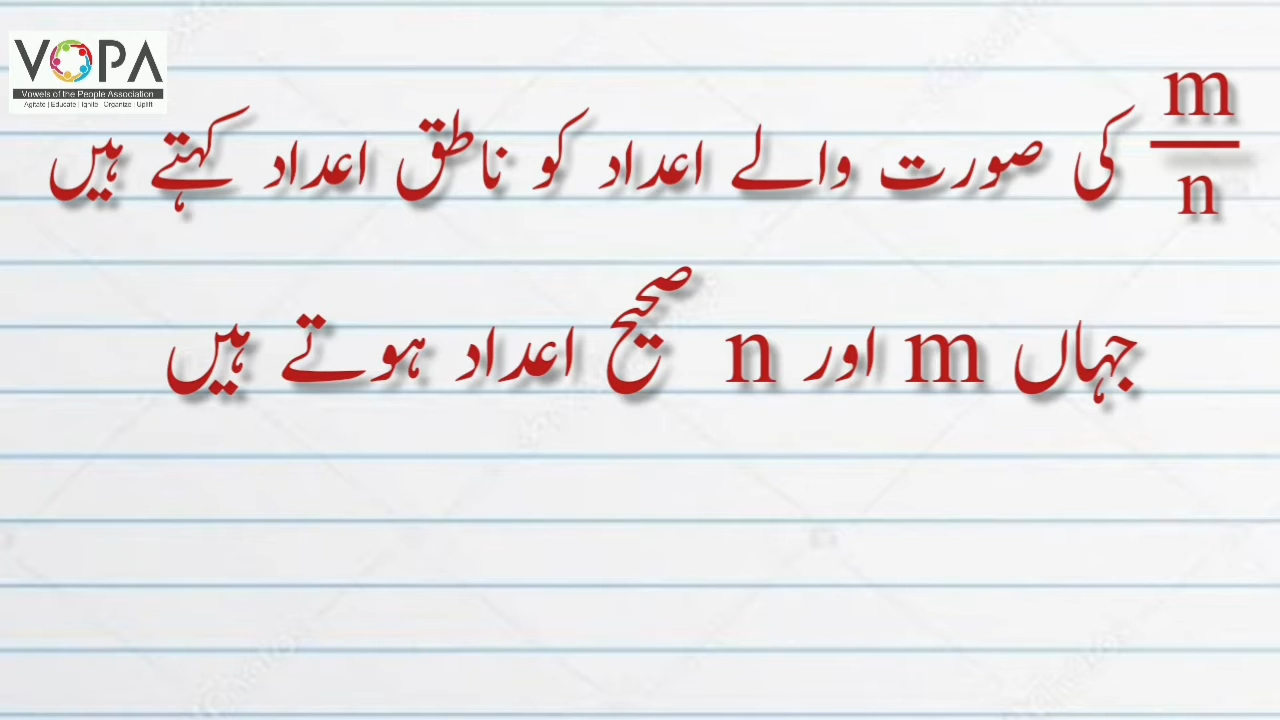 VOPA
Vowels of the People Association
Agitate | Educate | Ignite | Organize | Uplift
m/n کی صورت والے اعداد کو ناطق اعداد کہتے ہیں
جہاں m اور n صحیح اعداد ہوتے ہیں